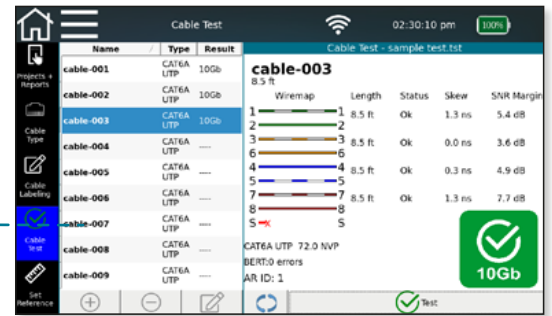 Cable Test
02:30:10 pm
100%
Projects +
Reports
Cable
Type
Cable
Labeling
Cable
Test
Set
Reference
Name / Type Result
cable-001 CAT6A UTP 10Gb
cable-002 CAT6A UTP 10Gb
cable-003 CAT6A UTP 10Gb
cable-004 CAT6A UTP ----
cable-005 CAT6A UTP ----
cable-006 CAT6A UTP ----
cable-007 CAT6A UTP ----
cable-008 CAT6A UTP ----
cable-009 CAT6A UTP ----
Cable Test - sample test.tst
cable-003
8.5 ft
Wiremap Length Status Skew SNR Margin
1 1 8.5 ft Ok 1.3 ns 5.4 dB
2 2
3 3 8.5 ft Ok 0.0 ns 3.6 dB
6 6
4 4 8.5 ft Ok 0.3 ns 4.9 dB
5 5
7 7 8.5 ft Ok 1.3 ns 7.7 dB
8 8
S X S
CAT6A UTP 72.0 NVP
BERT:0 errors
AR ID: 1
10Gb
Test